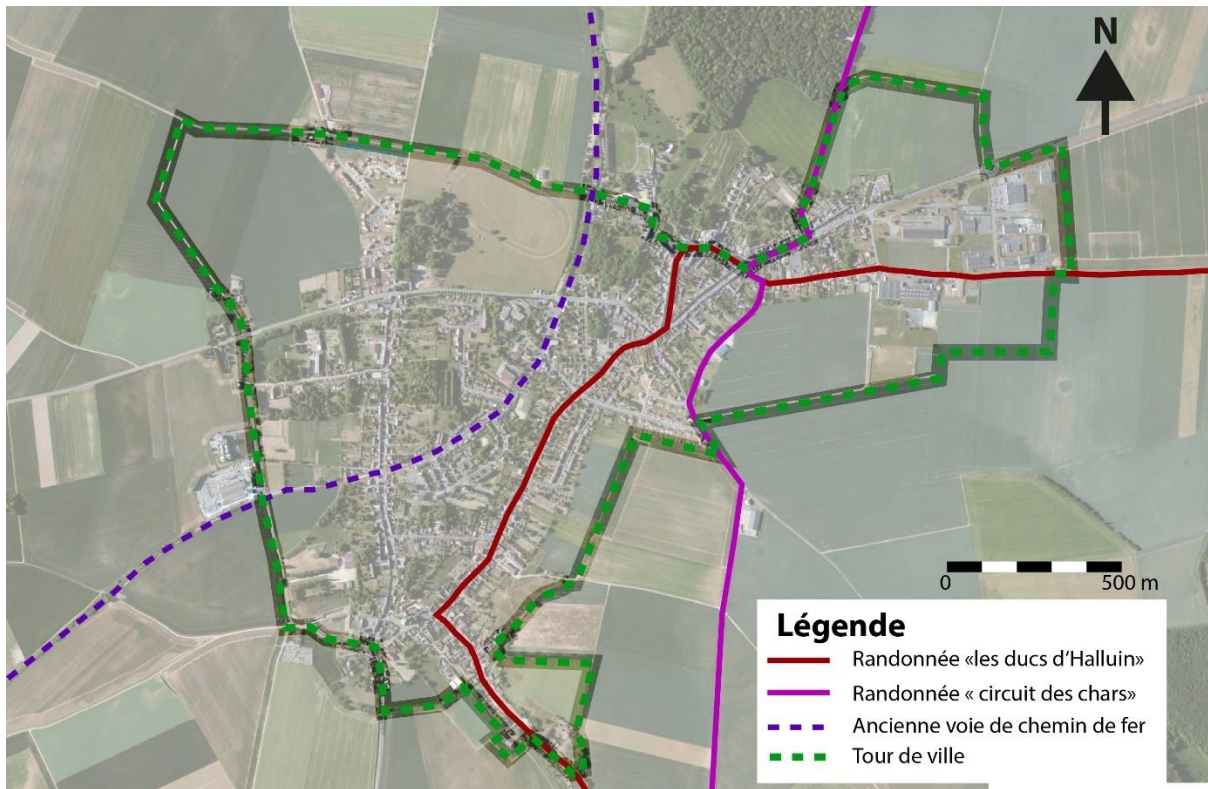 N
0 500 m
Légende
Randonnée «les ducs d'Halluin»
Randonnée « circuit des chars»
Ancienne voie de chemin de fer
Tour de ville